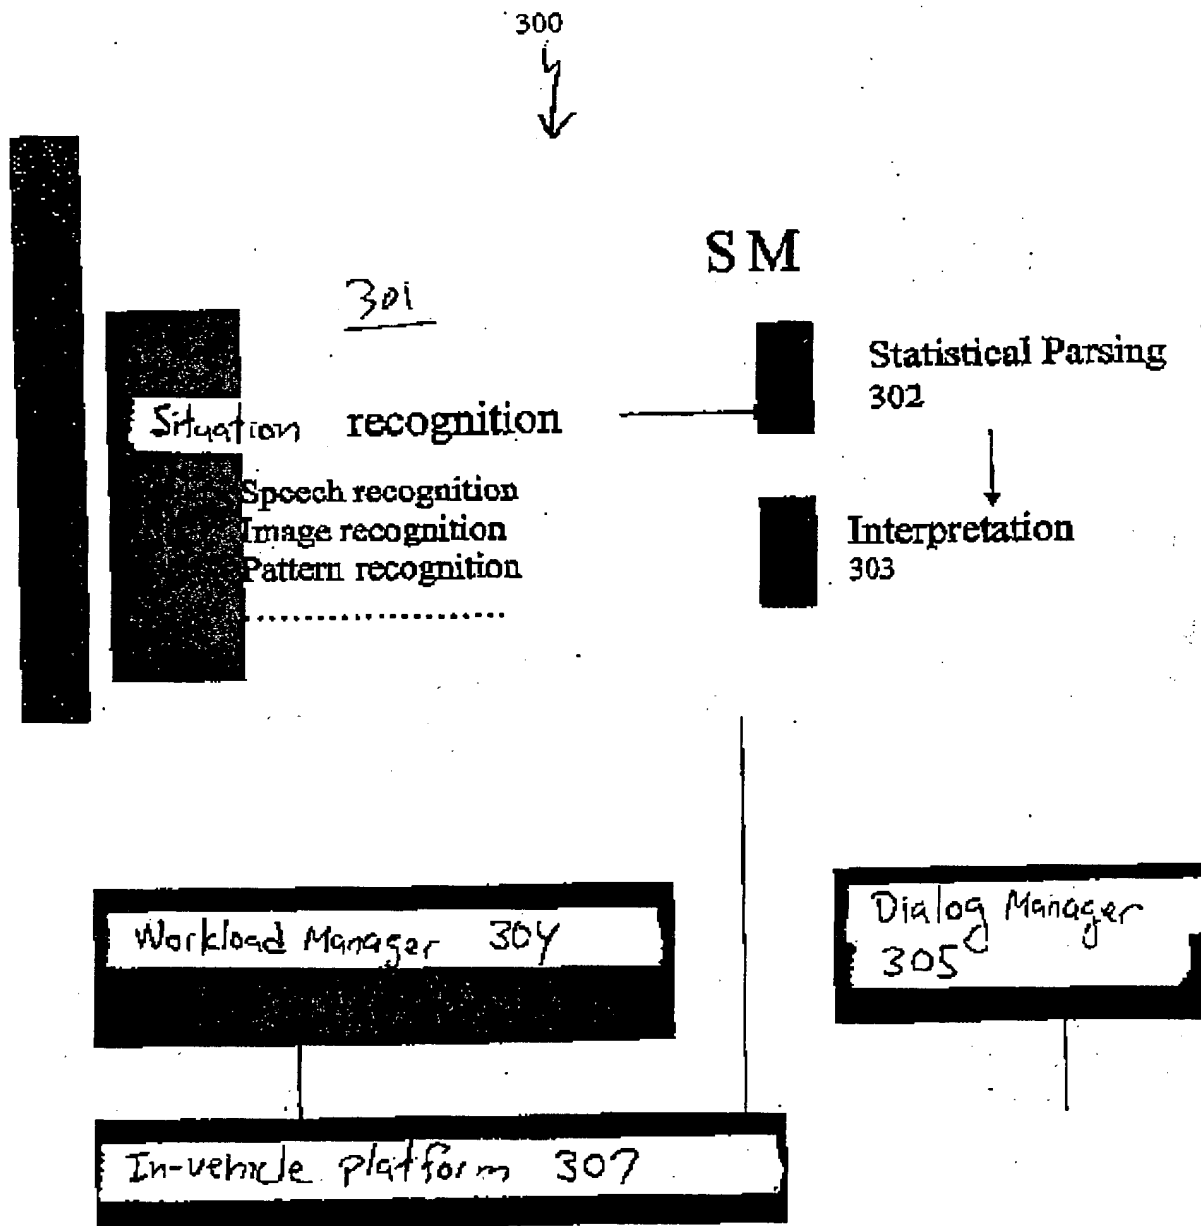 300
SM
301
Statistical Parsing
302
Situation recognition
Speech recognition
Image recognition
Pattern recognition
....................
Interpretation
303
Workload Manager 304
Dialog Manager
305
In-vehicle platform 307